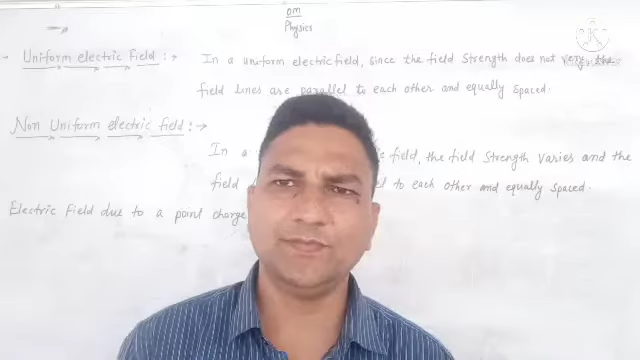 OM
Physics
Uniform electric field :→ In a uniform electric field, since the field strength does not vary, the
field lines are parallel to each other and equally spaced.
Non Uniform electric field :→
In a field, the field strength varies and the
field to each other and equally spaced.
Electric Field due to a point charge